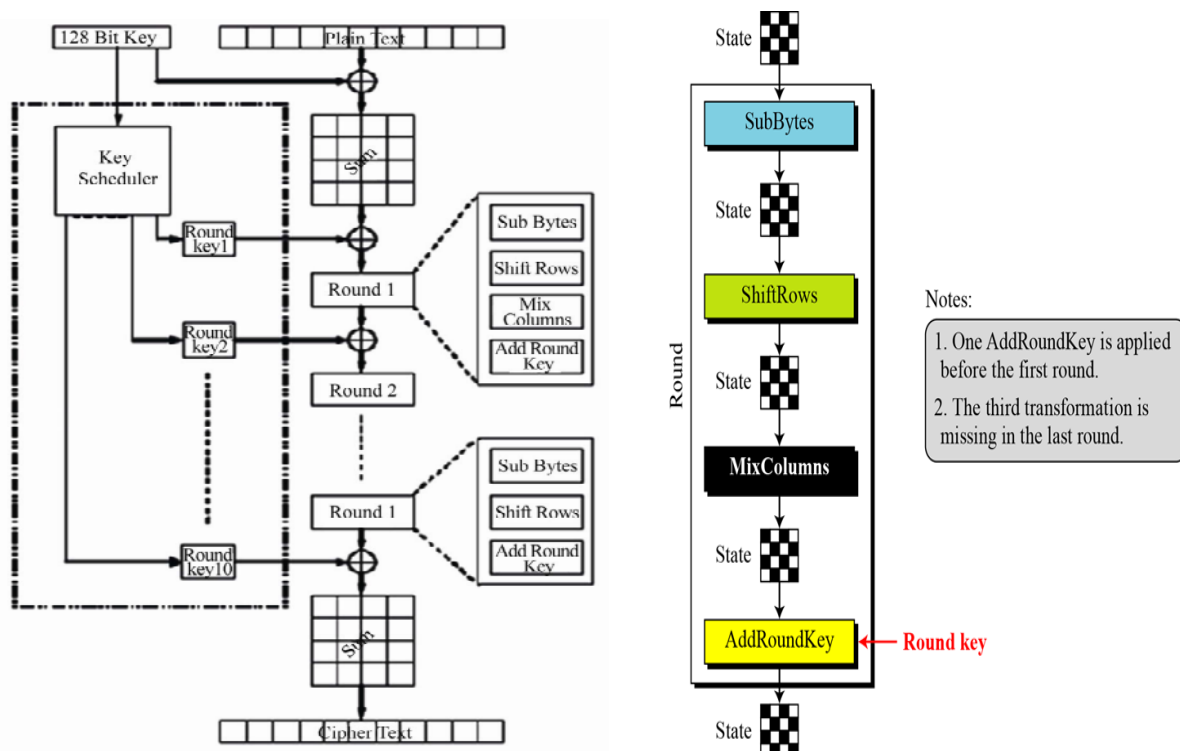 128 Bit Key
Plain Text
Key
Scheduler
Sum
Round
key1
Round 1
Sub Bytes
Shift Rows
Mix
Columns
Add Round
Key
Round
key2
Round 2
Round 1
Sub Bytes
Shift Rows
Add Round
Key
Round
key10
Sum
Cipher Text
State
SubBytes
State
ShiftRows
State
MixColumns
State
AddRoundKey
Round key
State
Round
Notes:
1. One AddRoundKey is applied
before the first round.
2. The third transformation is
missing in the last round.